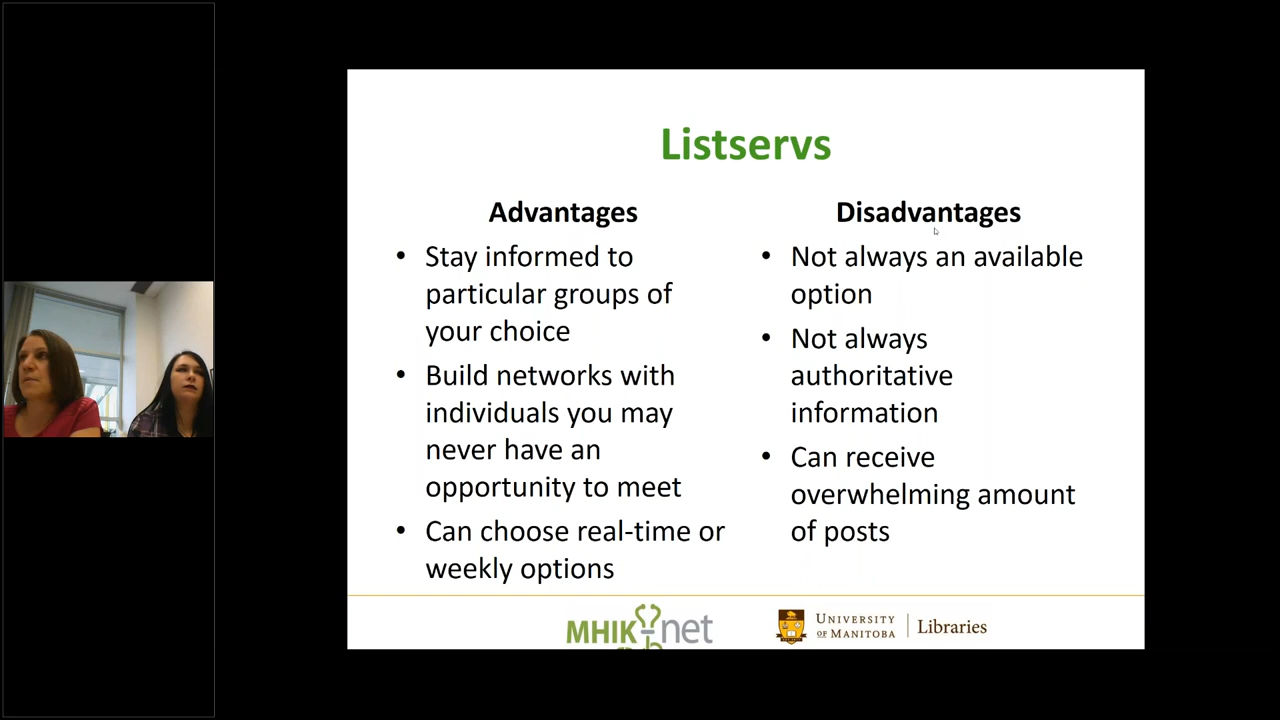 Listservs
Advantages
• Stay informed to
particular groups of
your choice
• Build networks with
individuals you may
never have an
opportunity to meet
• Can choose real-time or
weekly options
Disadvantages
• Not always an available
option
• Not always
authoritative
information
• Can receive
overwhelming amount
of posts
MHIK-net
UNIVERSITY
OF MANITOBA
Libraries